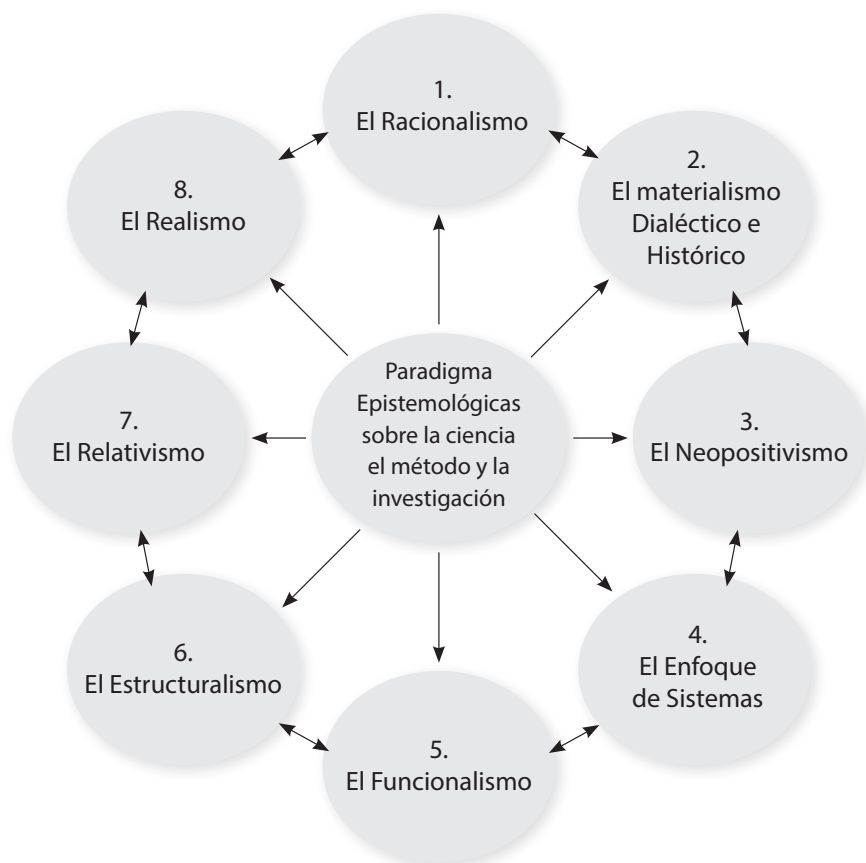 1.
El Racionalismo
2.
El materialismo
Dialéctico e
Histórico
3.
El Neopositivismo
4.
El Enfoque
de Sistemas
5.
El Funcionalismo
6.
El Estructuralismo
7.
El Relativismo
8.
El Realismo
Paradigma
Epistemológicas
sobre la ciencia
el método y la
investigación